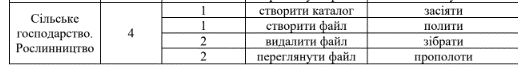 Сільське господарство. Рослинництво 4 1 створити каталог засіяти
1 створити файл полити
2 видалити файл зібрати
2 переглянути файл прополоти